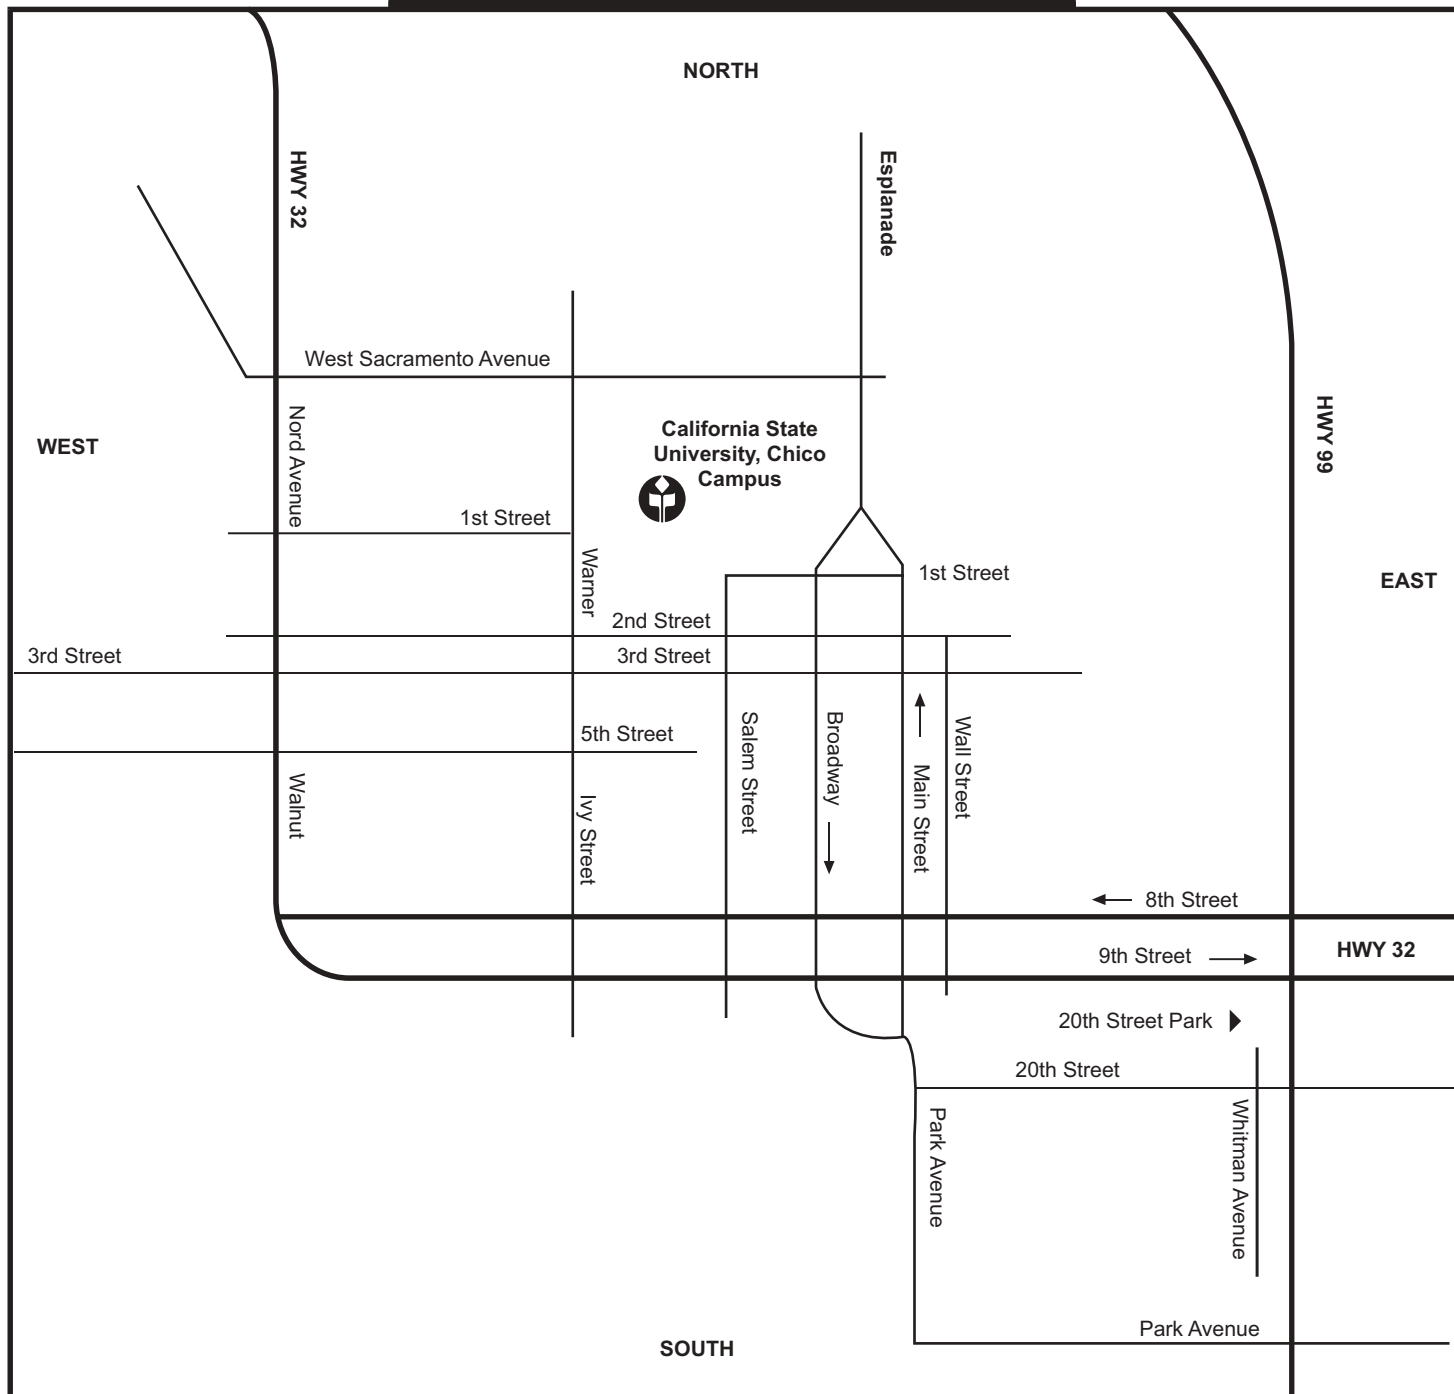 NORTH
HWY 32
Esplanade
West Sacramento Avenue
HWY 99
Nord Avenue
WEST
California State
University, Chico
Campus
1st Street
Warner
1st Street
EAST
2nd Street
3rd Street
3rd Street
Salem Street
Broadway
Wall Street
5th Street
Main Street
Walnut
Ivy Street
8th Street
HWY 32
9th Street
20th Street Park
20th Street
Park Avenue
Whitman Avenue
Park Avenue
SOUTH